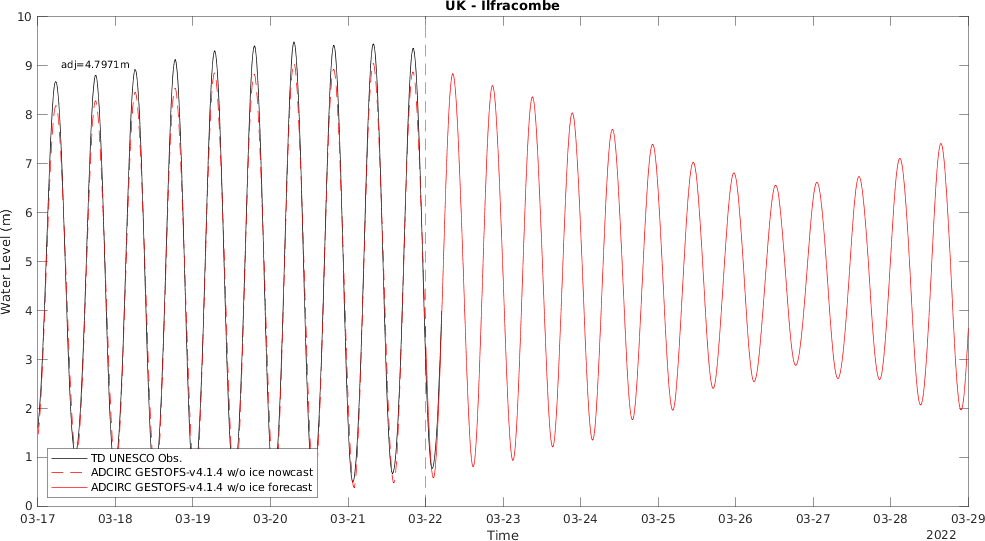 UK - Ilfracombe
10
9
8
7
6
5
4
3
2
1
0
Water Level (m)
adj=4.7971m
TD UNESCO Obs.
ADCIRC GESTOFS-v4.1.4 w/o ice nowcast
ADCIRC GESTOFS-v4.1.4 w/o ice forecast
03-17 03-18 03-19 03-20 03-21 03-22 03-23 03-24 03-25 03-26 03-27 03-28 03-29
Time
2022